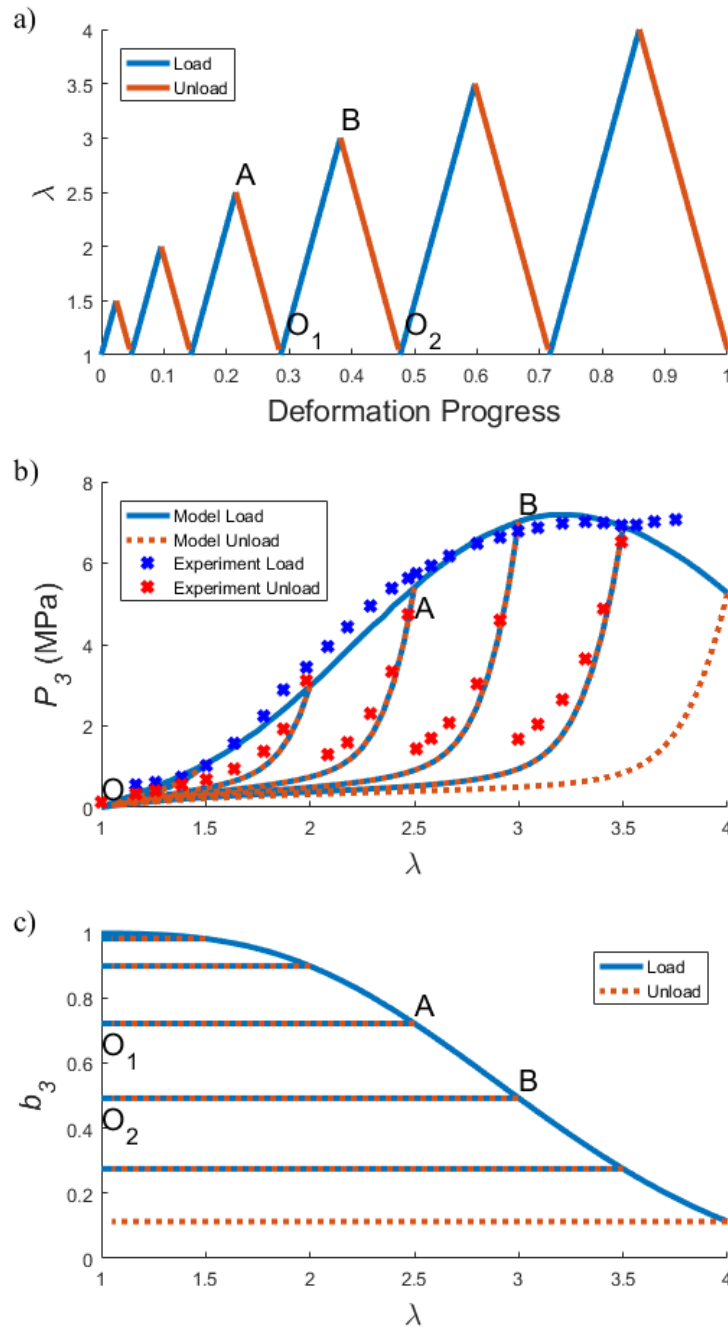 a)
4
3.5
3
2.5
2
1.5
1
λ
Load
Unload
A
B
O1
O2
0 0.1 0.2 0.3 0.4 0.5 0.6 0.7 0.8 0.9 1
Deformation Progress
b)
8
6
4
2
0
P3 (MPa)
Model Load
Model Unload
Experiment Load
Experiment Unload
B
A
O
1 1.5 2 2.5 3 3.5 4
λ
c)
1
0.8
0.6
0.4
0.2
0
b3
Load
Unload
A
O1
B
O2
1 1.5 2 2.5 3 3.5 4
λ